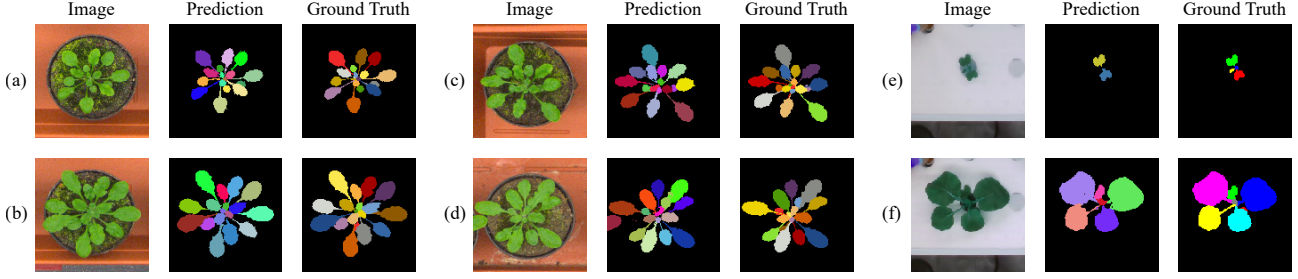 Image Prediction Ground Truth Image Prediction Ground Truth Image Prediction Ground Truth
(a) (c) (e)
(b) (d) (f)